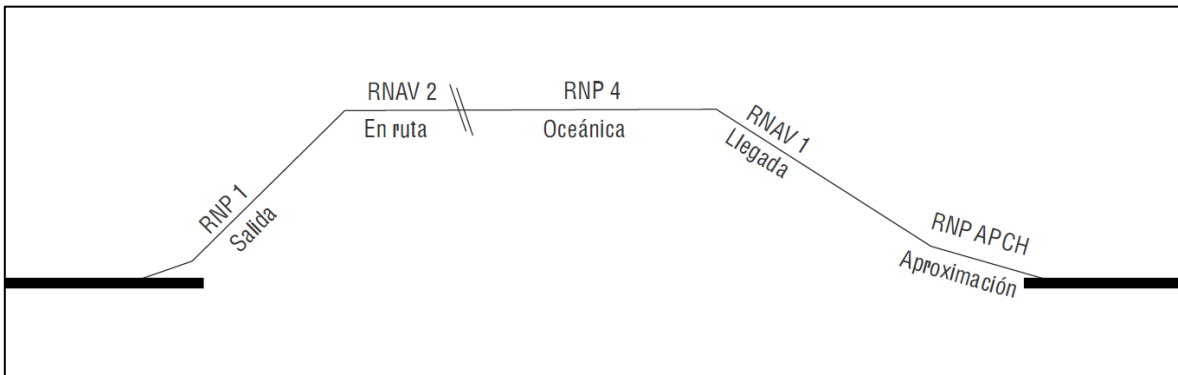 RNP 1
Salida
RNAV 2
En ruta
RNP 4
Oceánica
RNAV 1
Llegada
RNP APCH
Aproximación